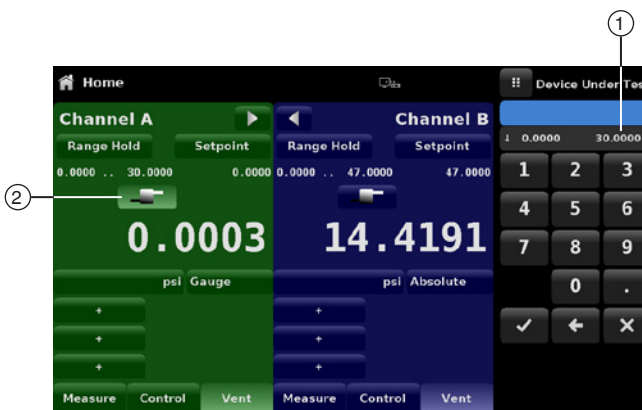 1
Home
Device Under Tes
Channel A
Channel B
Range Hold Setpoint
Range Hold Setpoint
0.0000 .. 30.0000 0.0000
0.0000 .. 47.0000 47.0000
0.0003
14.4191
psi Gauge
psi Absolute
+
+
+
+
+
+
Measure Control Vent
Measure Control Vent
2
↓ 0.0000 30.0000
1 2 3
4 5 6
7 8 9
0 .